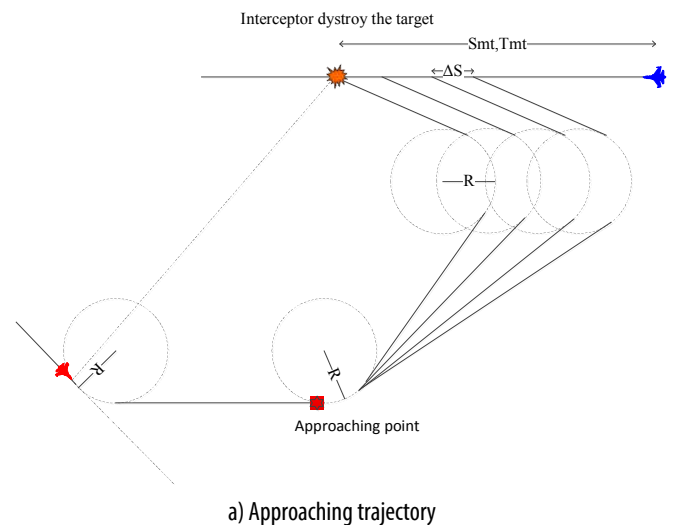 Interceptor dystroy the target
Smt,Tmt
ΔS
R
R
R
Approaching point
a) Approaching trajectory